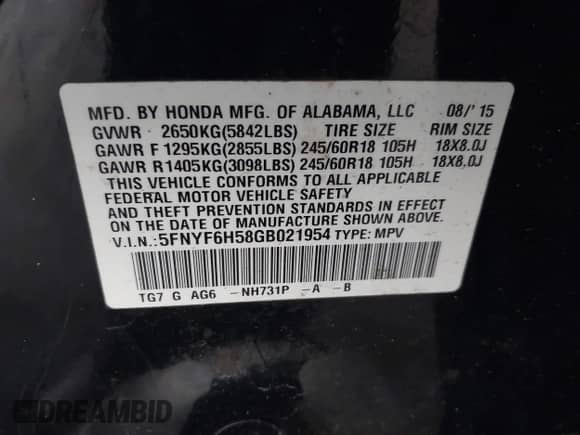 MFD. BY HONDA MFG. OF ALABAMA, LLC 08/'15
GVWR 2650KG(5842LBS) TIRE SIZE RIM SIZE
GAWR F 1295KG(2855LBS) 245/60R18 105H 18X8.0J
GAWR R 1405KG(3098LBS) 245/60R18 105H 18X8.0J
THIS VEHICLE CONFORMS TO ALL APPLICABLE
FEDERAL MOTOR VEHICLE SAFETY
AND THEFT PREVENTION STANDARDS IN EFFECT
ON THE DATE OF MANUFACTURE SHOWN ABOVE.
V.I.N.:5FNYF6H58GB021954 TYPE: MPV
TG7 G AG6 -NH731P -A -B
DREAMBID